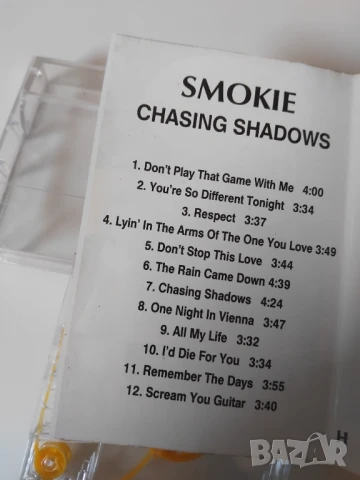 SMOKIE
CHASING SHADOWS
1. Don't Play That Game With Me 4:00
2. You're So Different Tonight 3:34
3. Respect 3:37
4. Lyin' In The Arms Of The One You Love 3:49
5. Don't Stop This Love 3:44
6. The Rain Came Down 4:39
7. Chasing Shadows 4:24
8. One Night In Vienna 3:47
9. All My Life 3:32
10. I'd Die For You 3:34
11. Remember The Days 3:55
12. Scream You Guitar 3:40
H
bazar.bg